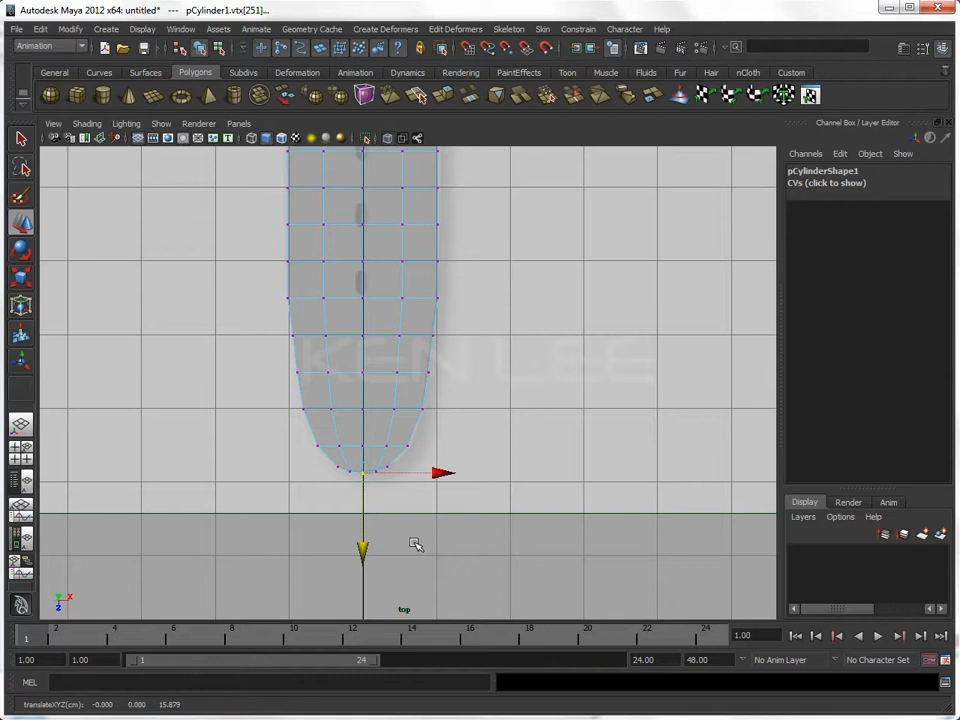 Autodesk Maya 2012 x64: untitled*   ---   pCylinder1.vtx[251]...
File Edit Modify Create Display Window Assets Animate Geometry Cache Create Deformers Edit Deformers Skeleton Skin Constrain Character Help
Animation
General Curves Surfaces Polygons Subdivs Deformation Animation Dynamics Rendering PaintEffects Toon Muscle Fluids Fur Hair nCloth Custom
View Shading Lighting Show Renderer Panels
Channel Box / Layer Editor
Channels Edit Object Show
pCylinderShape1
CVs (click to show)
KEN LEE
Display Render Anim
Layers Options Help
top
2 4 6 8 10 12 14 16 18 20 22 24
1 1.00
1.00 1.00 1 24 24.00 48.00 No Anim Layer No Character Set
MEL
translateXYZ(cm): -0.000 0.000 15.879